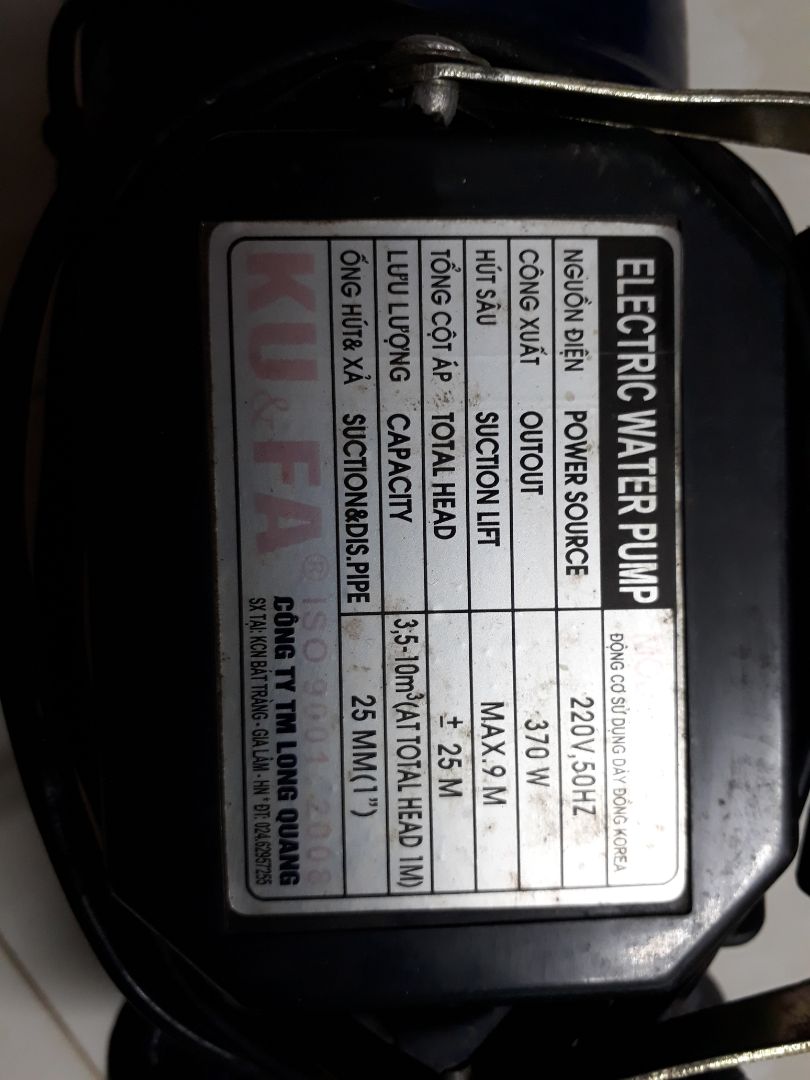 ELECTRIC WATER PUMP
ĐỘNG CƠ SỬ DỤNG DÂY ĐỒNG KOREA
NGUỒN ĐIỆN POWER SOURCE 220V,50HZ
CÔNG XUẤT OUTOUT 370 W
HÚT SÂU SUCTION LIFT MAX.9 M
TỔNG CỘT ÁP TOTAL HEAD ± 25 M
LƯU LƯỢNG CAPACITY 3,5-10m³(AT TOTAL HEAD 1M)
ỐNG HÚT& XẢ SUCTION&DIS.PIPE 25 MM(1")
KU&FA® ISO 9001:2008
CÔNG TY TM LONG QUANG
SX TẠI: KCN BÁT TRÀNG - GIA LÂM - HN * ĐT: 024.62957255